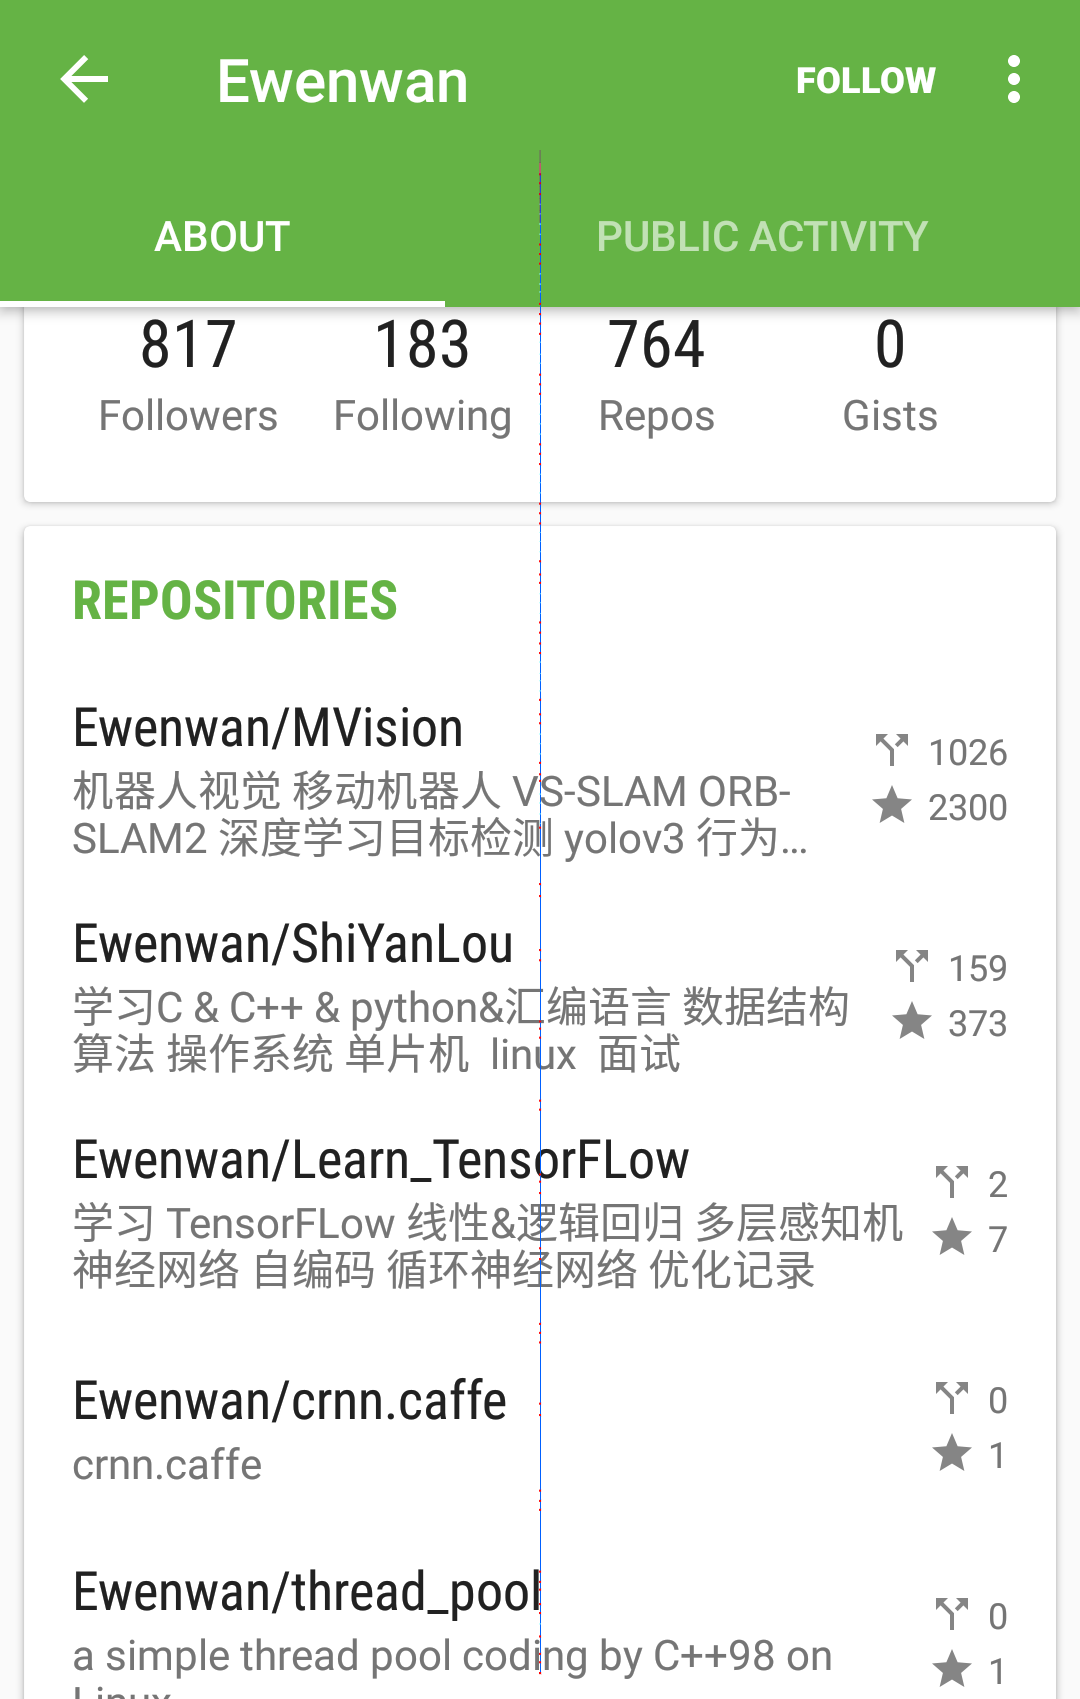 Ewenwan
FOLLOW
ABOUT
PUBLIC ACTIVITY
817
183
764
0
Followers
Following
Repos
Gists
REPOSITORIES
Ewenwan/MVision
机器人视觉 移动机器人 VS-SLAM ORB-
SLAM2 深度学习目标检测 yolov3 行为...
1026
2300
Ewenwan/ShiYanLou
学习C & C++ & python&汇编语言 数据结构
算法 操作系统 单片机  linux  面试
159
373
Ewenwan/Learn_TensorFLow
学习 TensorFLow 线性&逻辑回归 多层感知机
神经网络 自编码 循环神经网络 优化记录
2
7
Ewenwan/crnn.caffe
crnn.caffe
0
1
Ewenwan/thread_pool
a simple thread pool coding by C++98 on
Linux
0
1